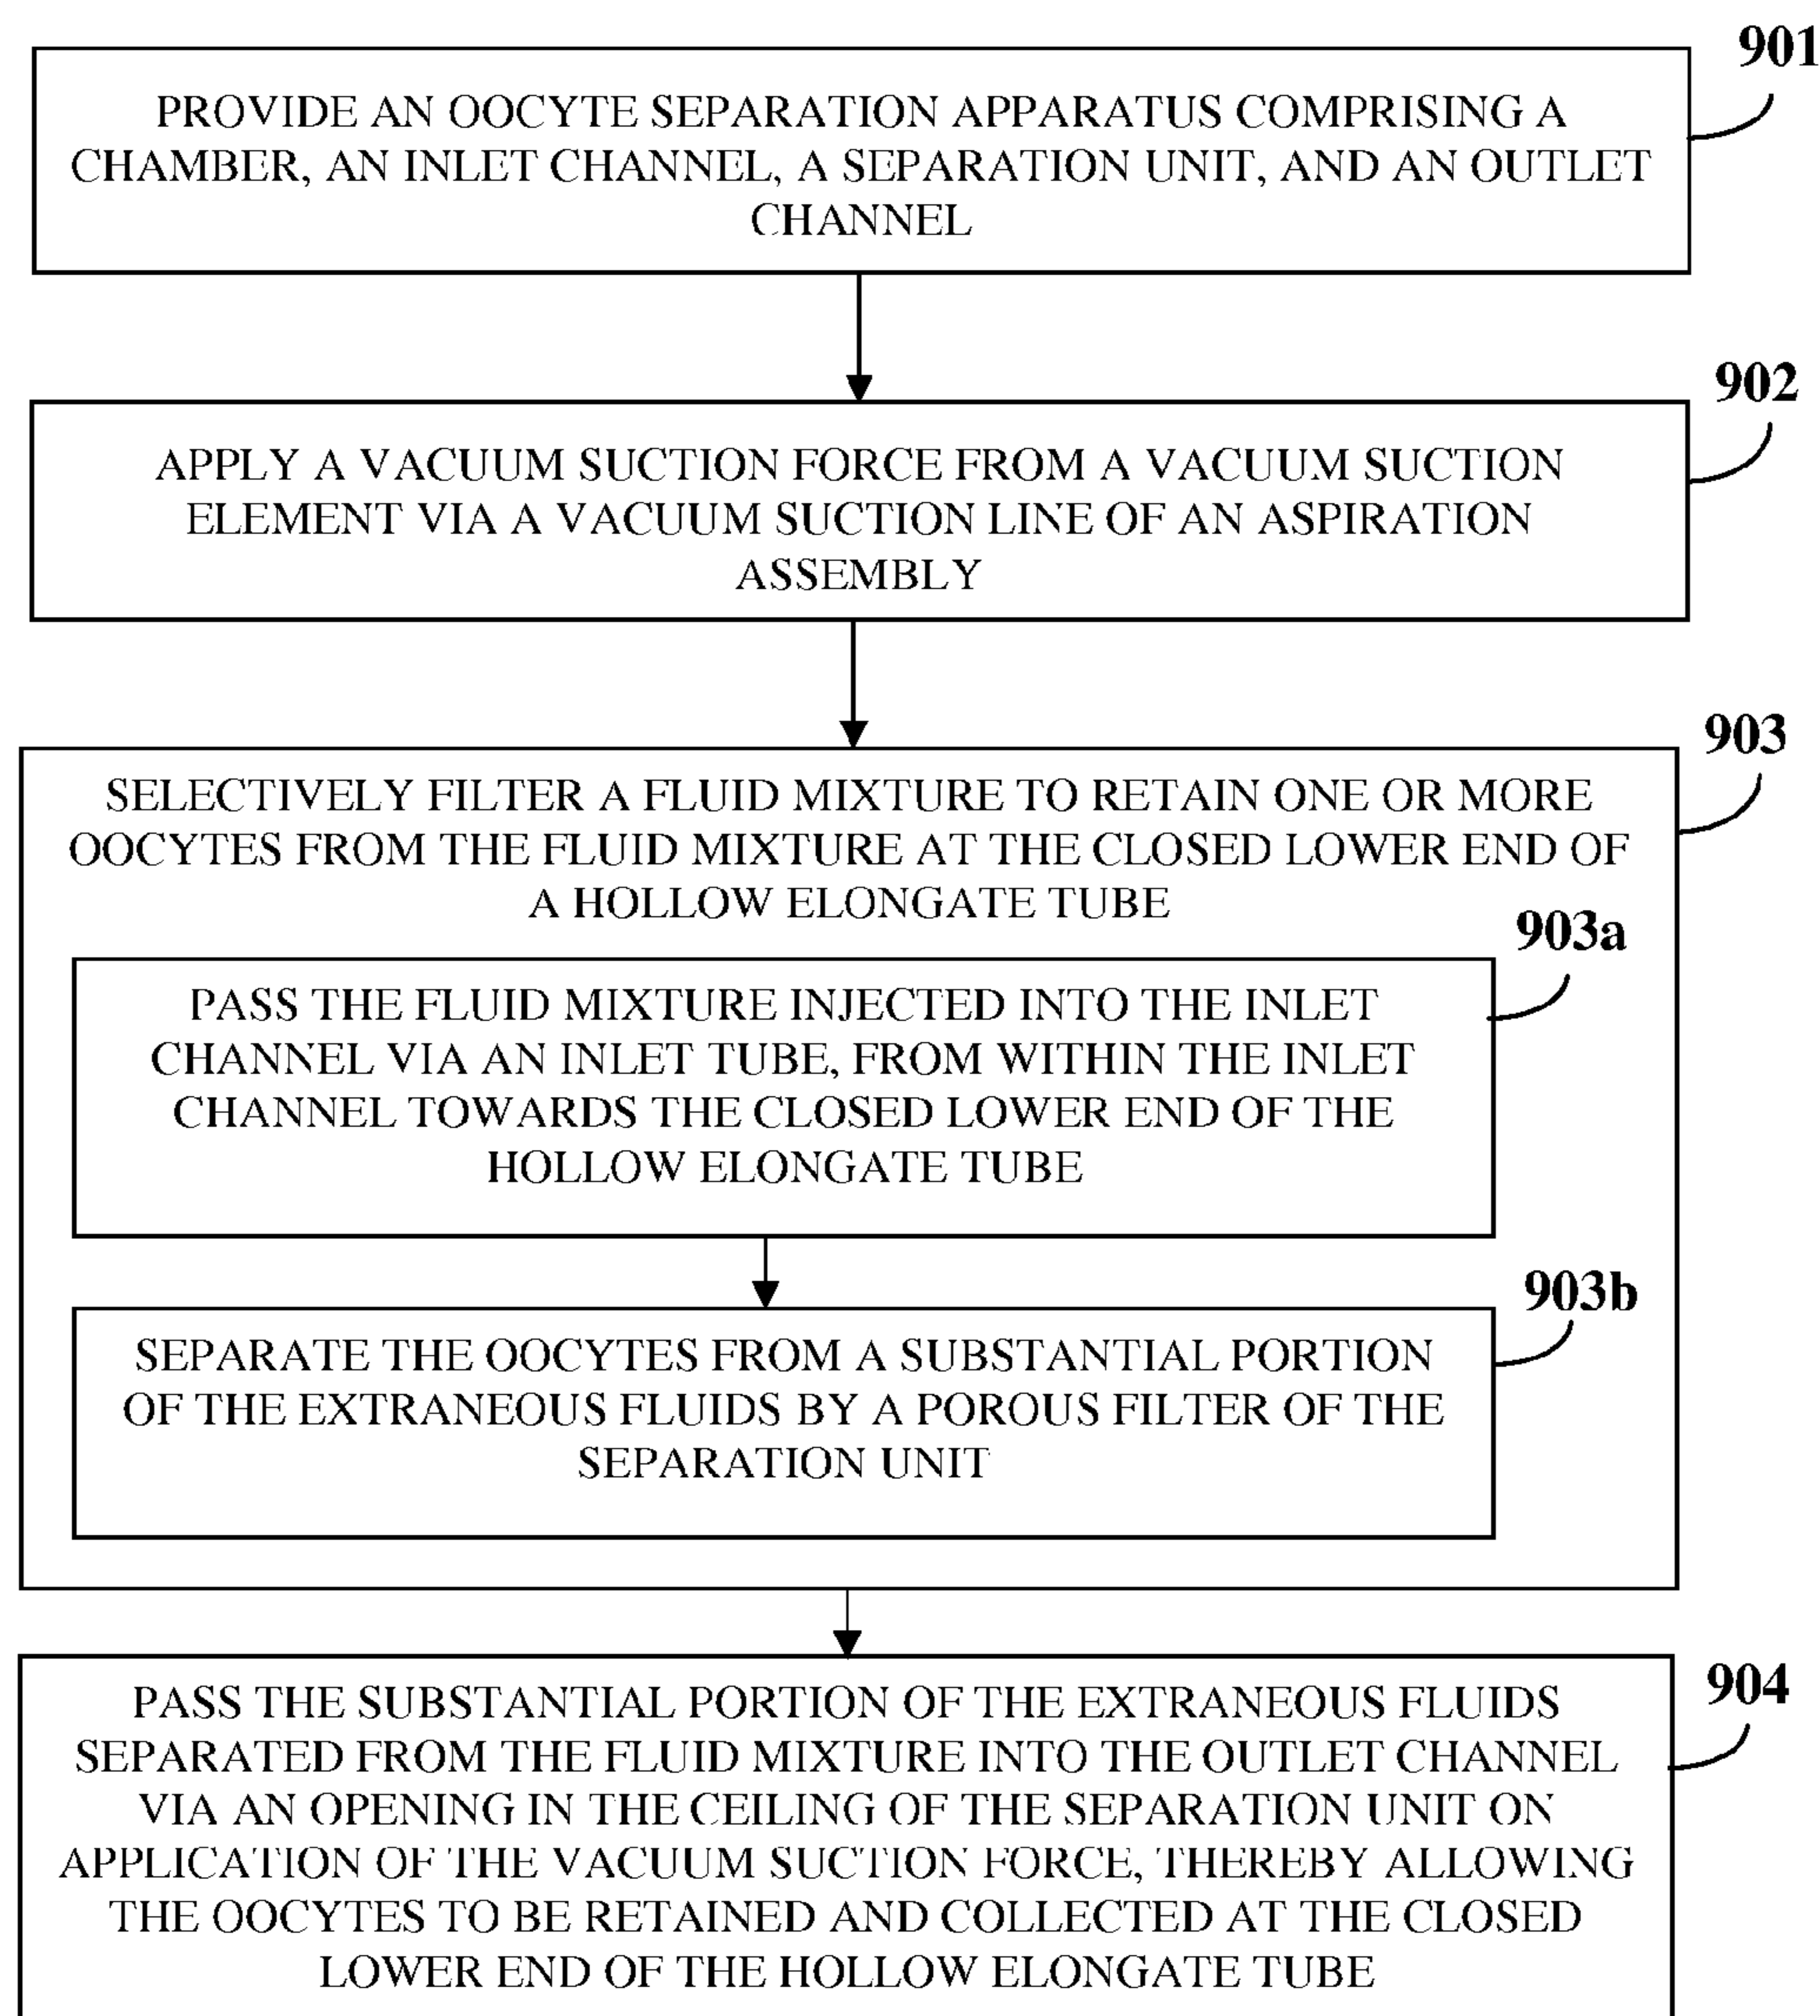 901
PROVIDE AN OOCYTE SEPARATION APPARATUS COMPRISING A
CHAMBER, AN INLET CHANNEL, A SEPARATION UNIT, AND AN OUTLET
CHANNEL
902
APPLY A VACUUM SUCTION FORCE FROM A VACUUM SUCTION
ELEMENT VIA A VACUUM SUCTION LINE OF AN ASPIRATION
ASSEMBLY
903
SELECTIVELY FILTER A FLUID MIXTURE TO RETAIN ONE OR MORE
OOCYTES FROM THE FLUID MIXTURE AT THE CLOSED LOWER END OF
A HOLLOW ELONGATE TUBE
903a
PASS THE FLUID MIXTURE INJECTED INTO THE INLET
CHANNEL VIA AN INLET TUBE, FROM WITHIN THE INLET
CHANNEL TOWARDS THE CLOSED LOWER END OF THE
HOLLOW ELONGATE TUBE
903b
SEPARATE THE OOCYTES FROM A SUBSTANTIAL PORTION
OF THE EXTRANEOUS FLUIDS BY A POROUS FILTER OF THE
SEPARATION UNIT
904
PASS THE SUBSTANTIAL PORTION OF THE EXTRANEOUS FLUIDS
SEPARATED FROM THE FLUID MIXTURE INTO THE OUTLET CHANNEL
VIA AN OPENING IN THE CEILING OF THE SEPARATION UNIT ON
APPLICATION OF THE VACUUM SUCTION FORCE, THEREBY ALLOWING
THE OOCYTES TO BE RETAINED AND COLLECTED AT THE CLOSED
LOWER END OF THE HOLLOW ELONGATE TUBE